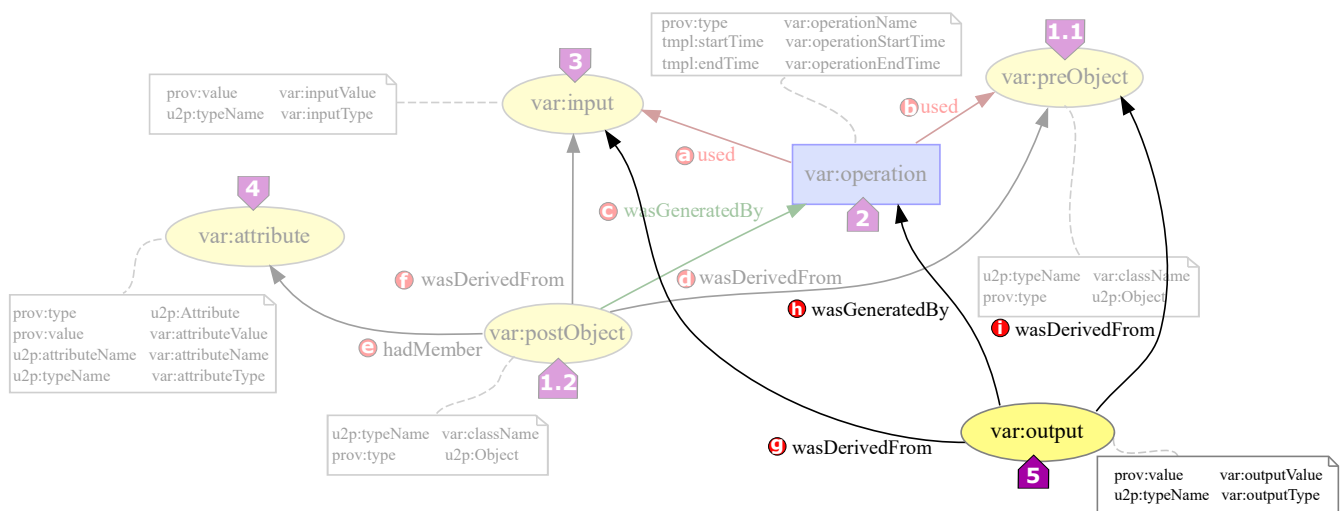 prov:type var:operationName
tmpl:startTime var:operationStartTime
tmpl:endTime var:operationEndTime
1.1
var:preObject
3
var:input
prov:value var:inputValue
u2p:typeName var:inputType
b used
a used
var:operation
2
4
var:attribute
c wasGeneratedBy
f wasDerivedFrom
d wasDerivedFrom
u2p:typeName var:className
prov:type u2p:Object
h wasGeneratedBy
i wasDerivedFrom
prov:type u2p:Attribute
prov:value var:attributeValue
u2p:attributeName var:attributeName
u2p:typeName var:attributeType
e hadMember
var:postObject
1.2
u2p:typeName var:className
prov:type u2p:Object
g wasDerivedFrom
var:output
5
prov:value var:outputValue
u2p:typeName var:outputType